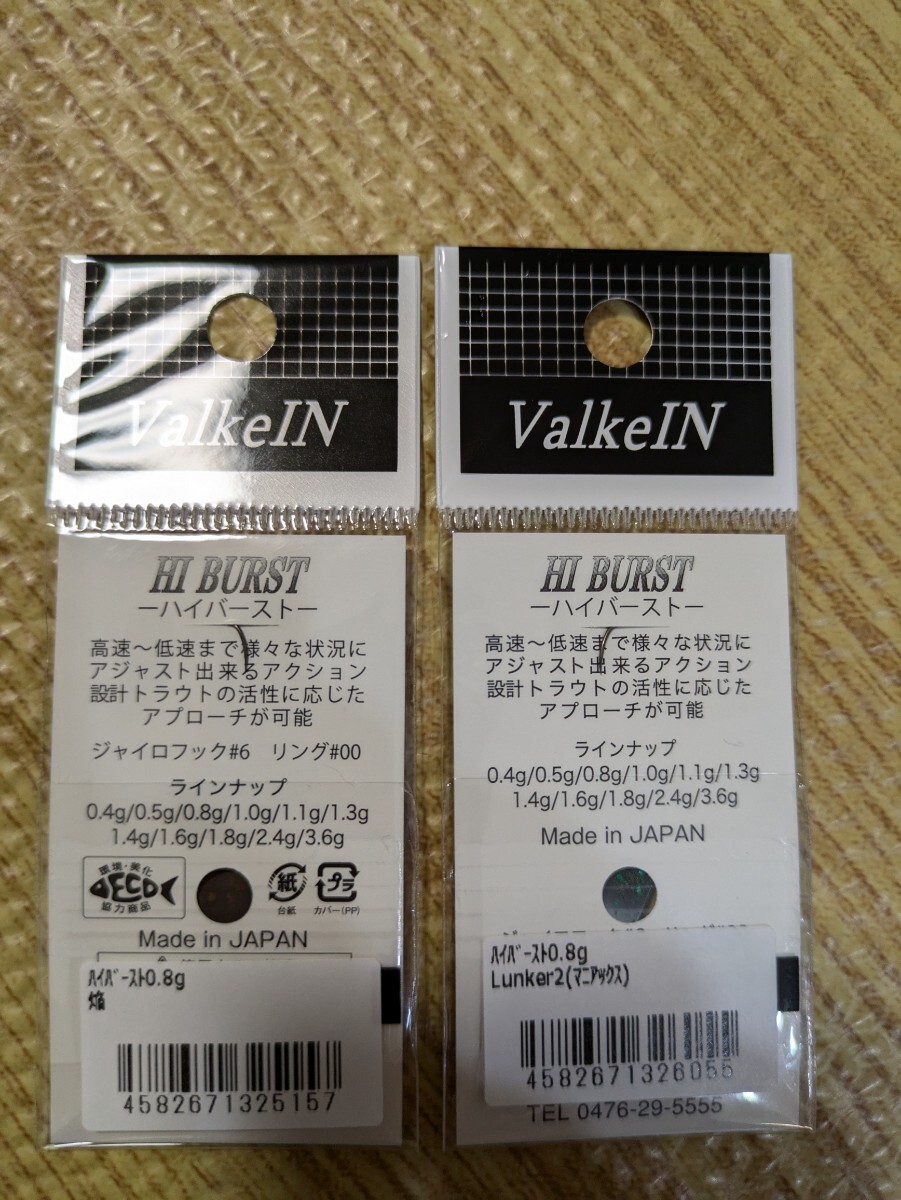 ValkeIN
HI BURST
ーハイバーストー
高速～低速まで様々な状況に
アジャスト出来るアクション
設計トラウトの活性に応じた
アプローチが可能
ジャイロフック#6 リング#00
ラインナップ
0.4g/0.5g/0.8g/1.0g/1.1g/1.3g
1.4g/1.6g/1.8g/2.4g/3.6g
環境・美化
ECO
協力商品
紙
台紙
プラ
カバー(PP)
Made in JAPAN
ﾊｲﾊﾞｰｽﾄ0.8g
焔
4582671325157
ValkeIN
HI BURST
ーハイバーストー
高速～低速まで様々な状況に
アジャスト出来るアクション
設計トラウトの活性に応じた
アプローチが可能
ラインナップ
0.4g/0.5g/0.8g/1.0g/1.1g/1.3g
1.4g/1.6g/1.8g/2.4g/3.6g
Made in JAPAN
ﾊｲﾊﾞｰｽﾄ0.8g
Lunker2(ﾏﾆｱｯｸｽ)
4582671326055
TEL 0476-29-5555